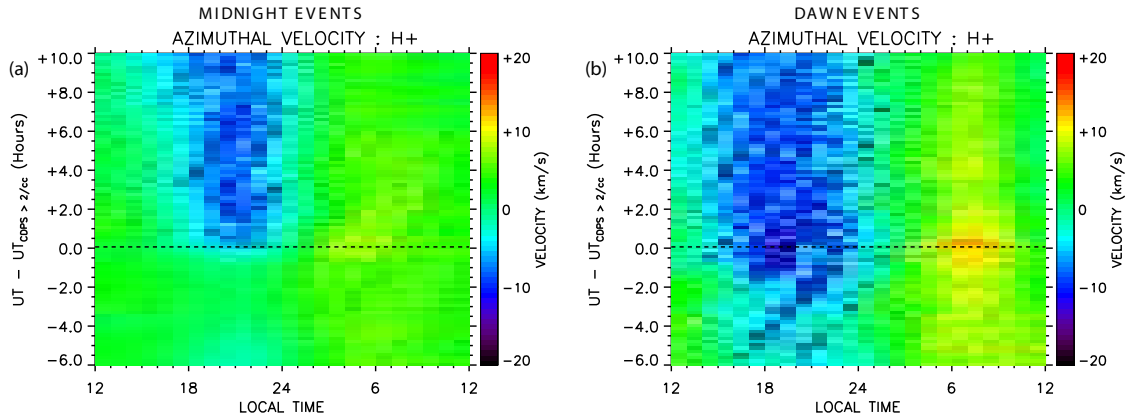 MIDNIGHT EVENTS
AZIMUTHAL VELOCITY : H+
(a)
+20
+10
0
−10
−20
VELOCITY (km/s)
+10.0
+8.0
+6.0
+4.0
+2.0
0.0
−2.0
−4.0
−6.0
UT − UT CDPS > 2/cc (Hours)
12 18 24 6 12
LOCAL TIME
DAWN EVENTS
AZIMUTHAL VELOCITY : H+
(b)
+20
+10
0
−10
−20
VELOCITY (km/s)
+10.0
+8.0
+6.0
+4.0
+2.0
0.0
−2.0
−4.0
−6.0
UT − UT CDPS > 2/cc (Hours)
12 18 24 6 12
LOCAL TIME